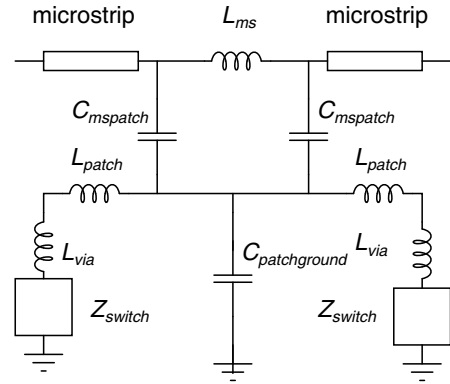 microstrip
L_ms
microstrip
C_mspatch
C_mspatch
L_patch
L_patch
L_via
C_patchground
L_via
Z_switch
Z_switch